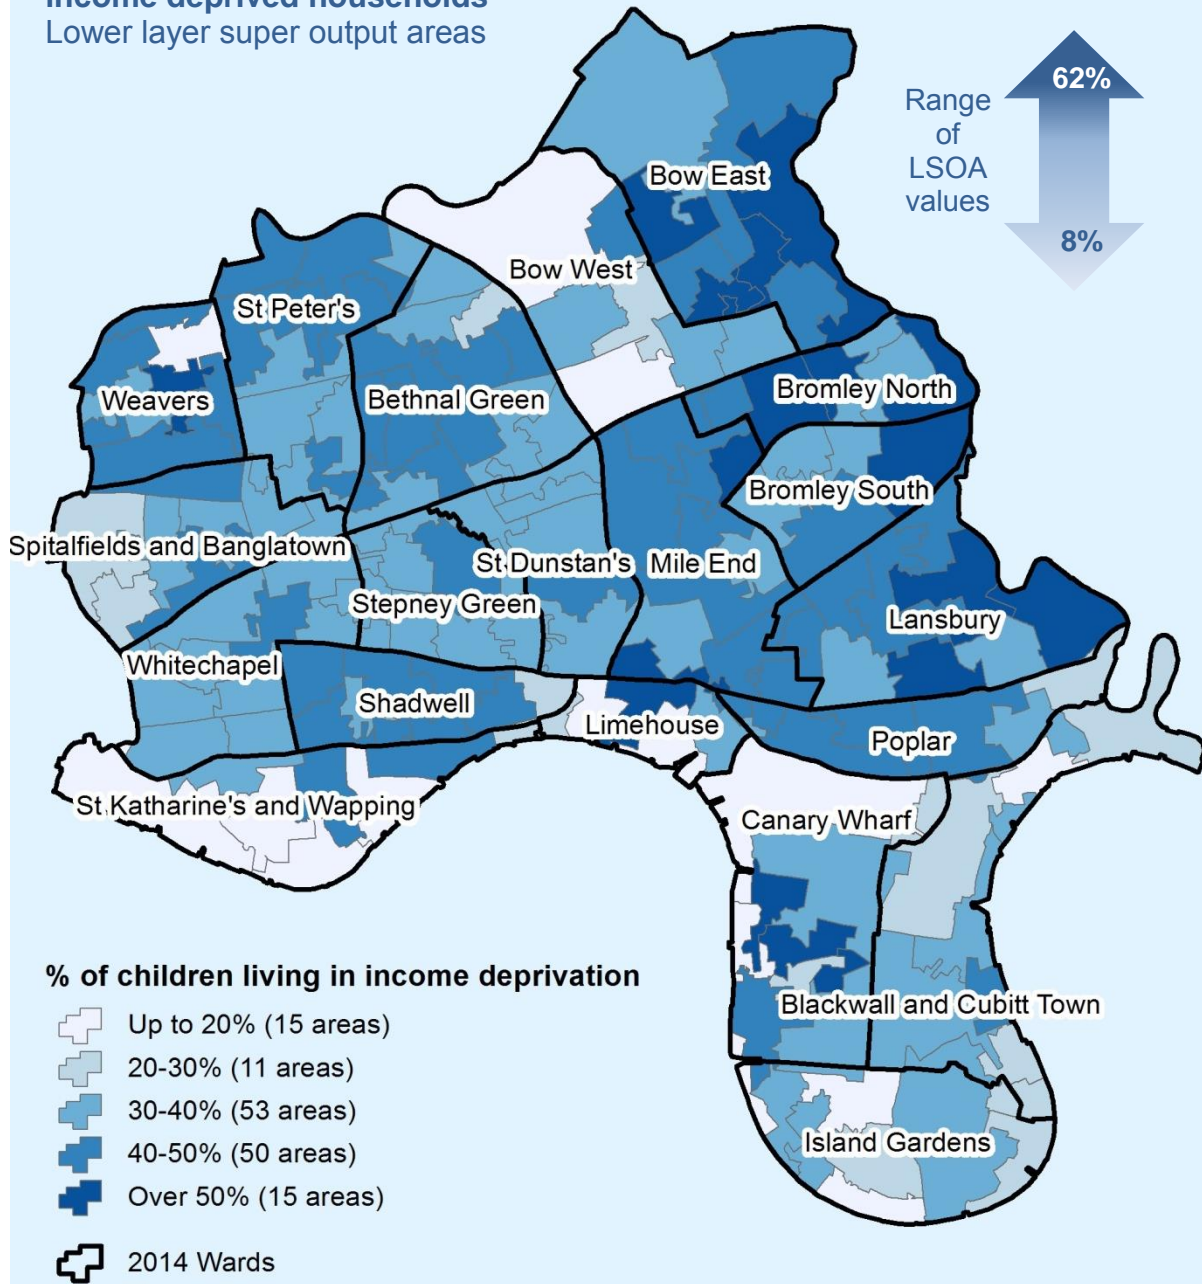 Income deprived households
Lower layer super output areas
62%
Range
of
LSOA
values
8%
Bow East
Bow West
St Peter's
Weavers
Bethnal Green
Bromley North
Bromley South
Spitalfields and Banglatown
St Dunstan's
Mile End
Stepney Green
Lansbury
Whitechapel
Shadwell
Limehouse
Poplar
St Katharine's and Wapping
Canary Wharf
Blackwall and Cubitt Town
Island Gardens
% of children living in income deprivation
Up to 20% (15 areas)
20-30% (11 areas)
30-40% (53 areas)
40-50% (50 areas)
Over 50% (15 areas)
2014 Wards